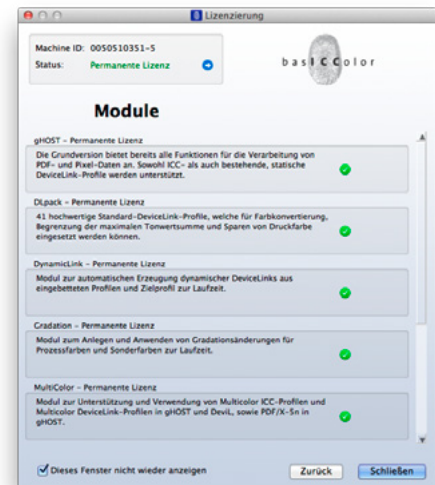 Lizenzierung
Machine ID: 0050510351-5
Status: Permanente Lizenz
basICColor
Module
gHOST – Permanente Lizenz
Die Grundversion bietet bereits alle Funktionen für die Verarbeitung von
PDF- und Pixel-Daten an. Sowohl ICC- als auch bestehende, statische
DeviceLink-Profile werden unterstützt.
DLpack – Permanente Lizenz
41 hochwertige Standard-DeviceLink-Profile, welche für Farbkonvertierung,
Begrenzung der maximalen Tonwertsumme und Sparen von Druckfarbe
eingesetzt werden können.
DynamicLink – Permanente Lizenz
Modul zur automatischen Erzeugung dynamischer DeviceLinks aus
eingebetteten Profilen und Zielprofil zur Laufzeit.
Gradation – Permanente Lizenz
Modul zum Anlegen und Anwenden von Gradationsänderungen für
Prozessfarben und Sonderfarben zur Laufzeit.
MultiColor – Permanente Lizenz
Modul zur Unterstützung und Verwendung von Multicolor ICC-Profilen und
Multicolor DeviceLink-Profilen in gHOST und DeviL, sowie PDF/X-5n in
gHOST.
Dieses Fenster nicht wieder anzeigen
Zurück
Schließen